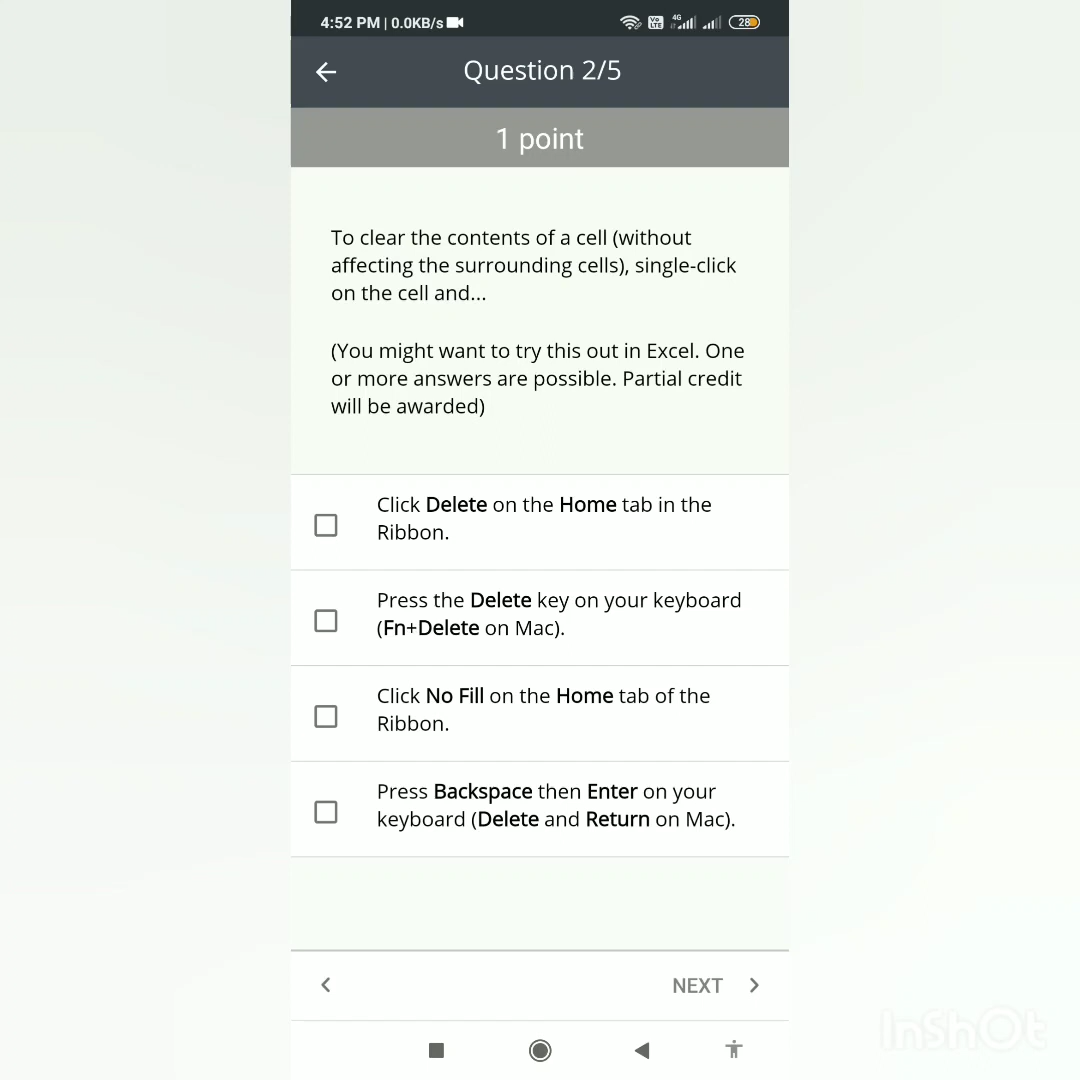 4:52 PM | 0.0KB/s
Vo LTE
4G
28
Question 2/5
1 point
To clear the contents of a cell (without
affecting the surrounding cells), single-click
on the cell and...
(You might want to try this out in Excel. One
or more answers are possible. Partial credit
will be awarded)
Click Delete on the Home tab in the
Ribbon.
Press the Delete key on your keyboard
(Fn+Delete on Mac).
Click No Fill on the Home tab of the
Ribbon.
Press Backspace then Enter on your
keyboard (Delete and Return on Mac).
NEXT
InShOt